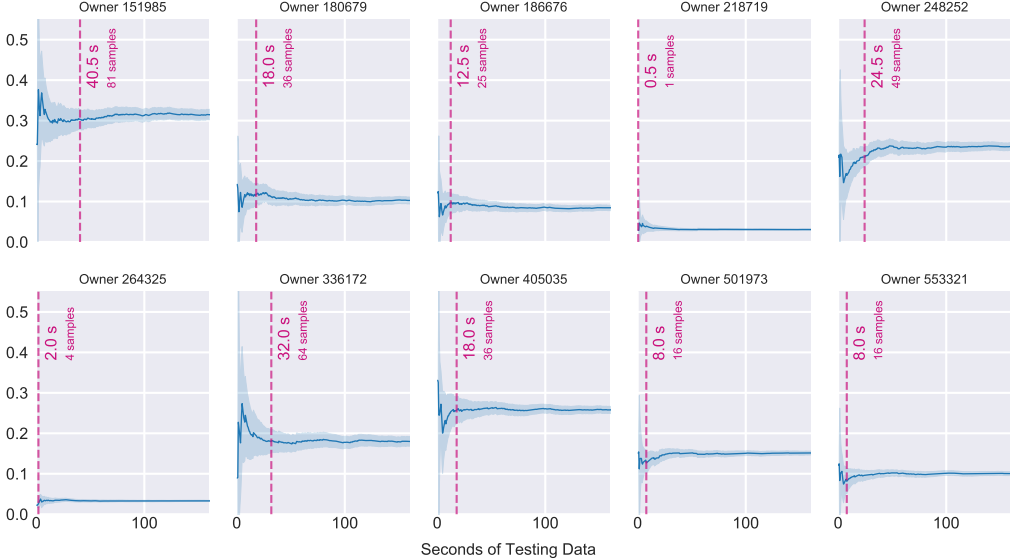 Owner 151985
Owner 180679
Owner 186676
Owner 218719
Owner 248252
0.5
0.4
0.3
0.2
0.1
0.0
40.5 s
81 samples
18.0 s
36 samples
12.5 s
25 samples
0.5 s
1 samples
24.5 s
49 samples
Owner 264325
Owner 336172
Owner 405035
Owner 501973
Owner 553321
0.5
0.4
0.3
0.2
0.1
0.0
2.0 s
4 samples
32.0 s
64 samples
18.0 s
36 samples
8.0 s
16 samples
8.0 s
16 samples
0 100
0 100
0 100
0 100
0 100
Seconds of Testing Data